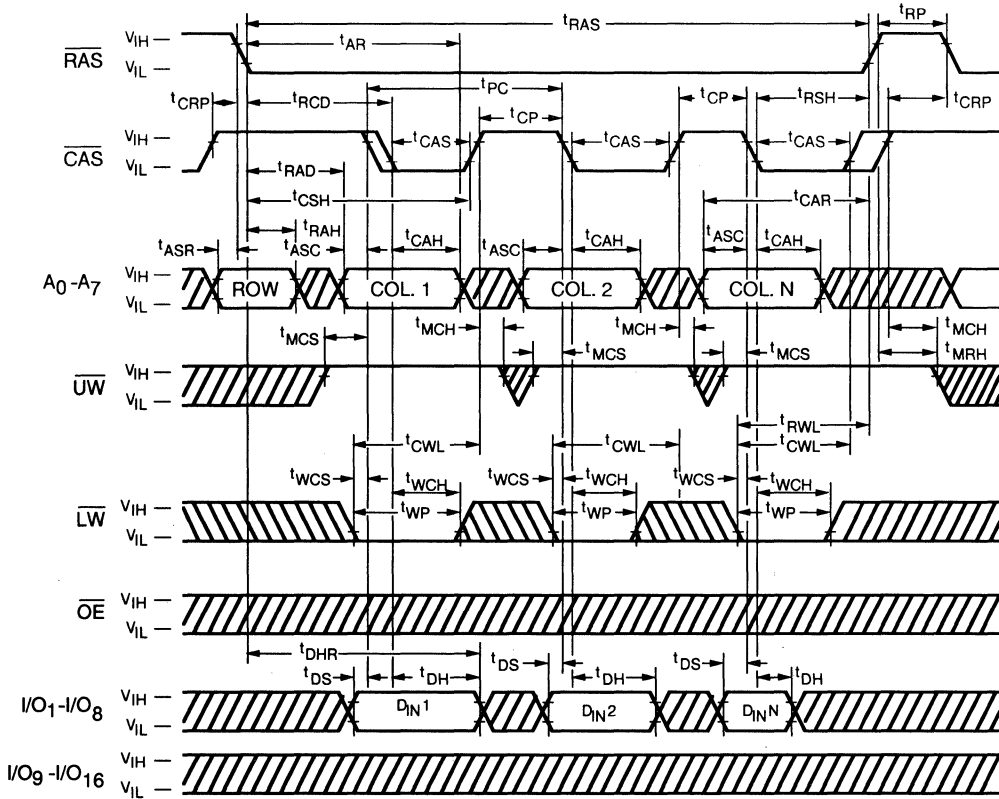 tRAS tRP
tAR
RAS VIH
VIL
tPC
tCRP tRCD tCP tRSH tCRP
tCP
CAS VIH
VIL
tCAS tCAS tCAS
tRAD
tCSH tCAR
tRAH
tASR tASC tCAH tASC tCAH tASC tCAH
A0-A7 VIH
VIL
ROW COL. 1 COL. 2 COL. N
tMCS tMCH tMCH tMCH
tMCS tMCS tMRH
UW VIH
VIL
tRWL
tCWL tCWL tCWL
tWCS tWCH tWCS tWCH tWCS tWCH
tWP tWP tWP
LW VIH
VIL
OE VIH
VIL
tDHR
tDS tDH tDS tDH tDS tDH
I/O1-I/O8 VIH
VIL
DIN1 DIN2 DINN
I/O9-I/O16 VIH
VIL